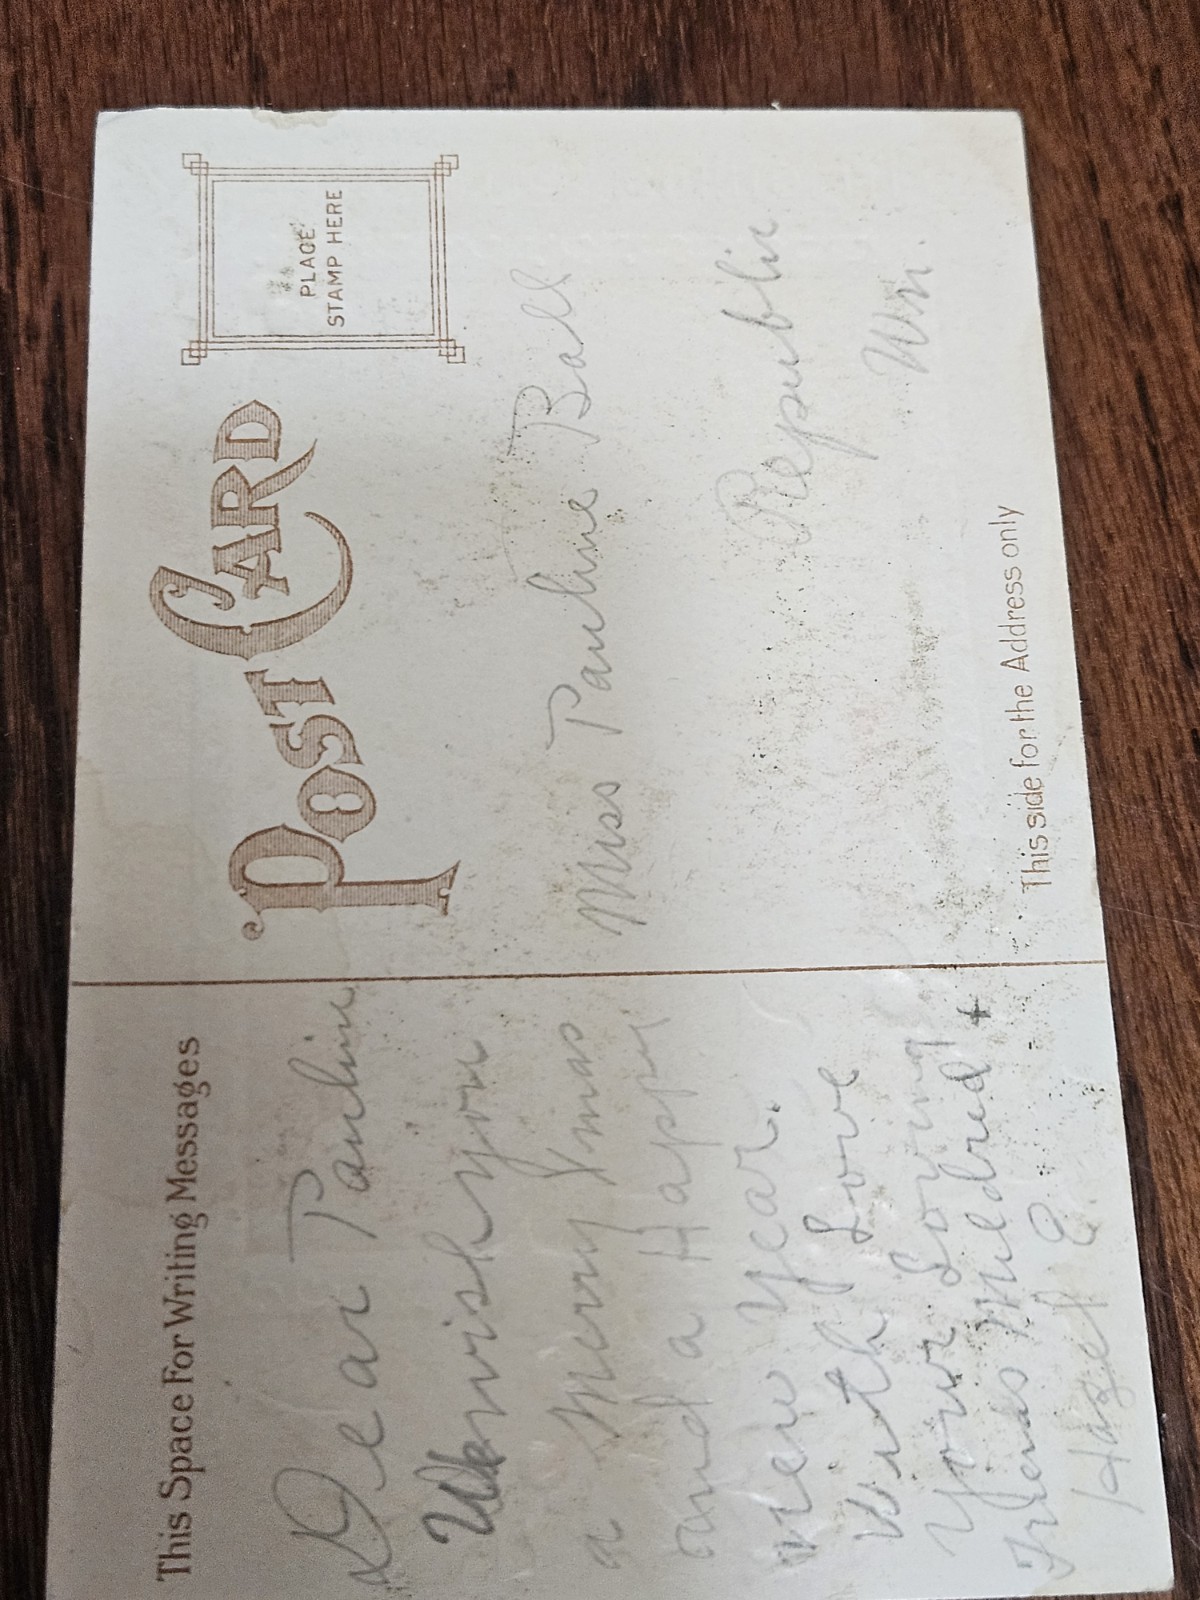 This Space For Writing Messages
Dear Paulin
We wish you
a Merry Xmas
and a Happy
new Year.
With Love
Your Loving
Friends Mildred +
Hazel E.
POST CARD
PLACE
STAMP HERE
Miss Pauline Ball
Republic
Wn.
This side for the Address only